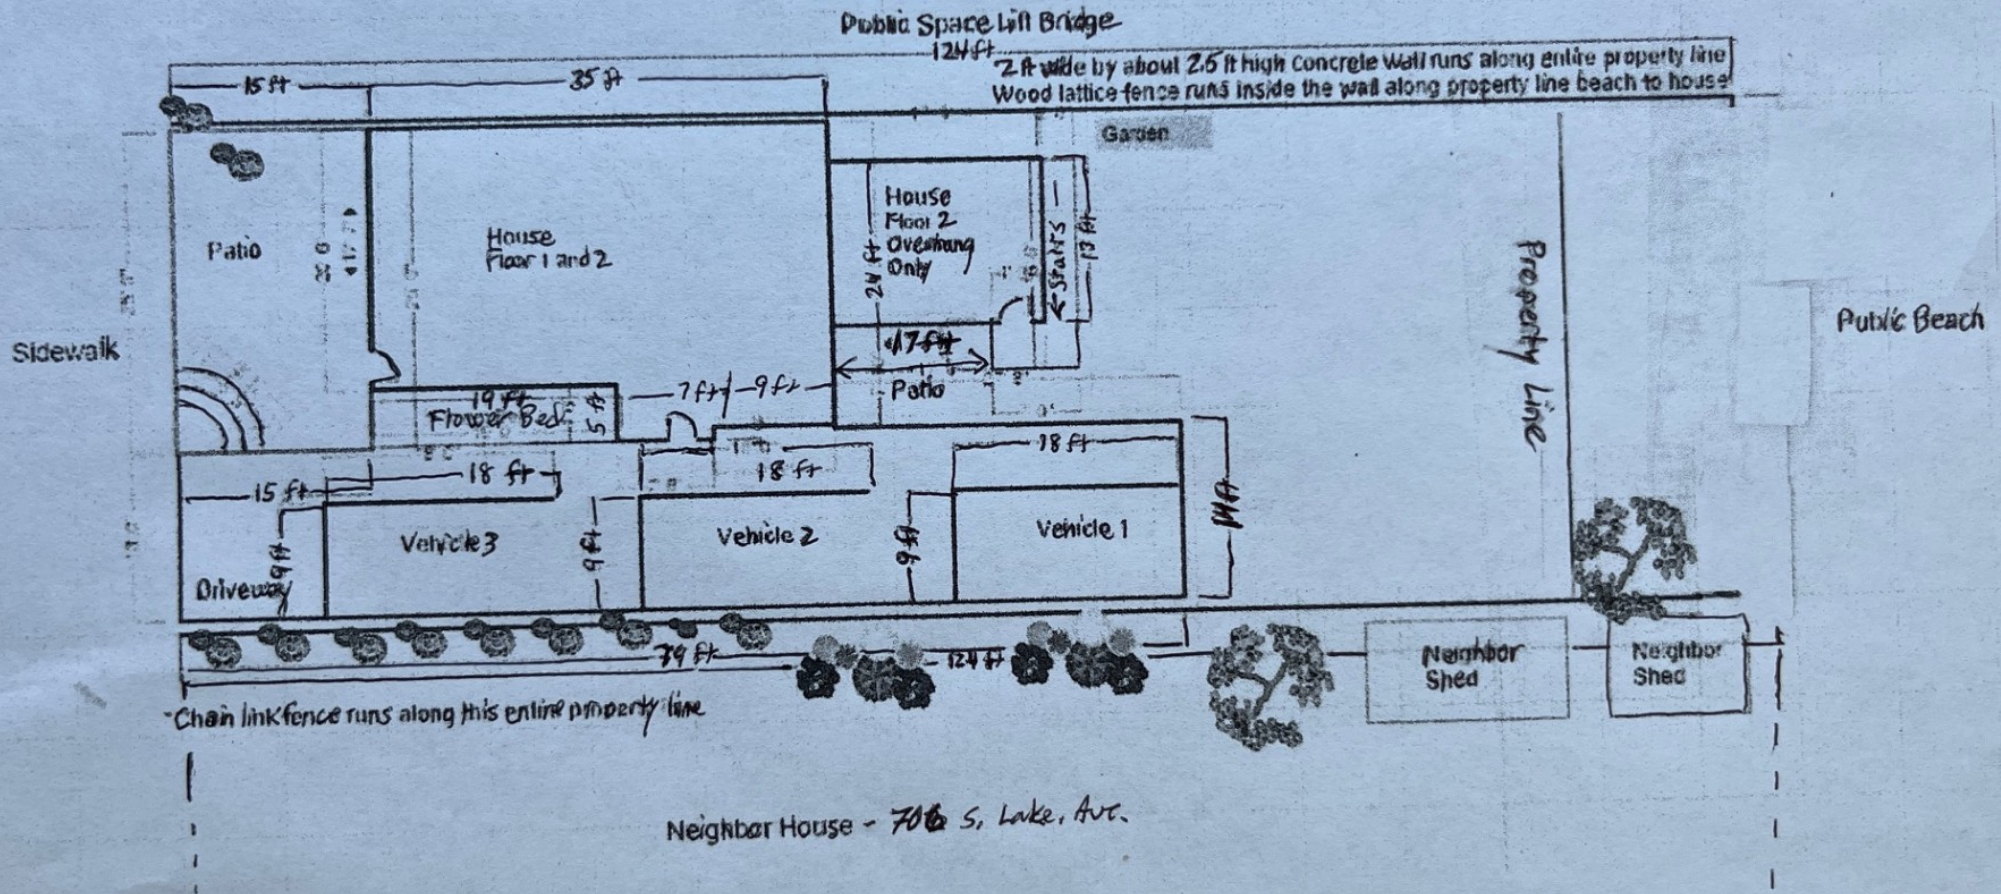 Public Space Lift Bridge
124 ft
2 ft wide by about 2.5 ft high Concrete Wall runs along entire property line
Wood lattice fence runs inside the wall along property line beach to house
15 ft
35 ft
Garden
House
Floor 2
Overhang
Only
Stairs
13 ft
24 ft
Patio
House
Floor 1 and 2
Property Line
Public Beach
Sidewalk
17 ft
Patio
7 ft
9 ft
19 ft
Flower Bed
5 ft
18 ft
18 ft
18 ft
15 ft
9 ft
Vehicle 3
9 ft
Vehicle 2
9 ft
Vehicle 1
Driveway
79 ft
124 ft
Neighbor
Shed
Neighbor
Shed
Chain link fence runs along this entire property line
Neighbor House - 706 S. Lake. Ave.